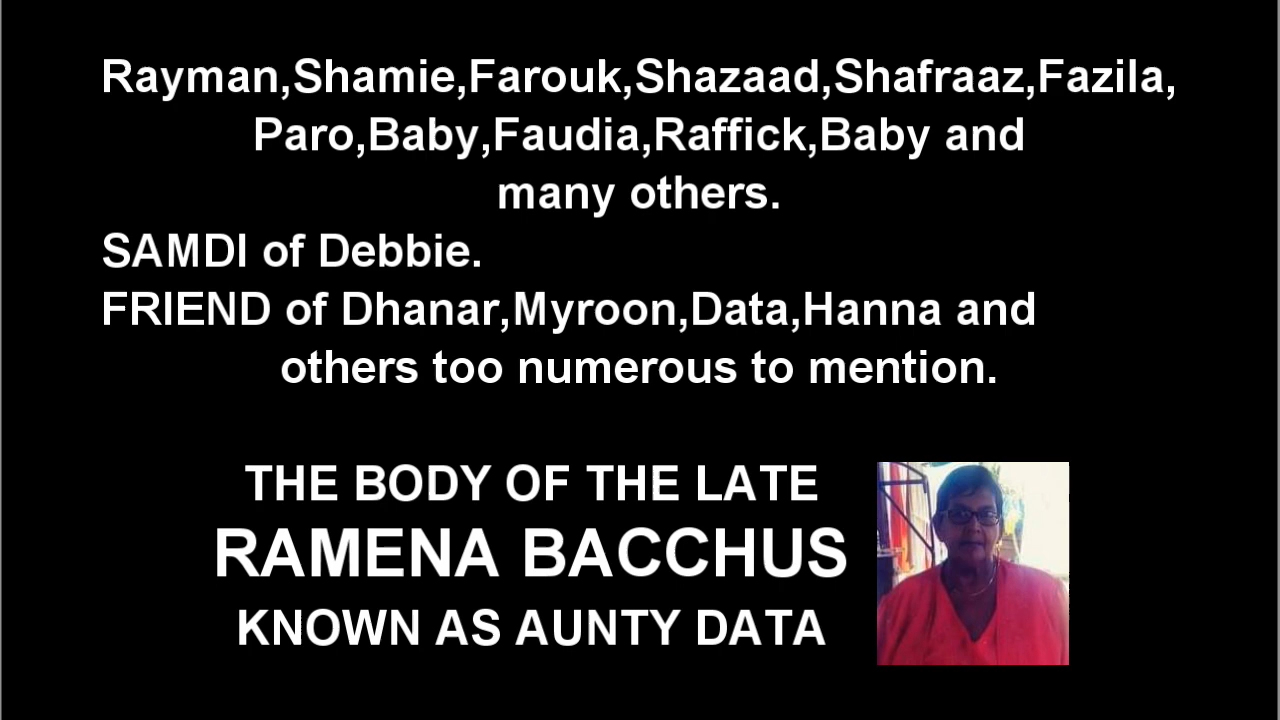 Rayman,Shamie,Farouk,Shazaad,Shafraaz,Fazila,
Paro,Baby,Faudia,Raffick,Baby and
many others.
SAMDI of Debbie.
FRIEND of Dhanar,Myroon,Data,Hanna and
others too numerous to mention.
THE BODY OF THE LATE
RAMENA BACCHUS
KNOWN AS AUNTY DATA